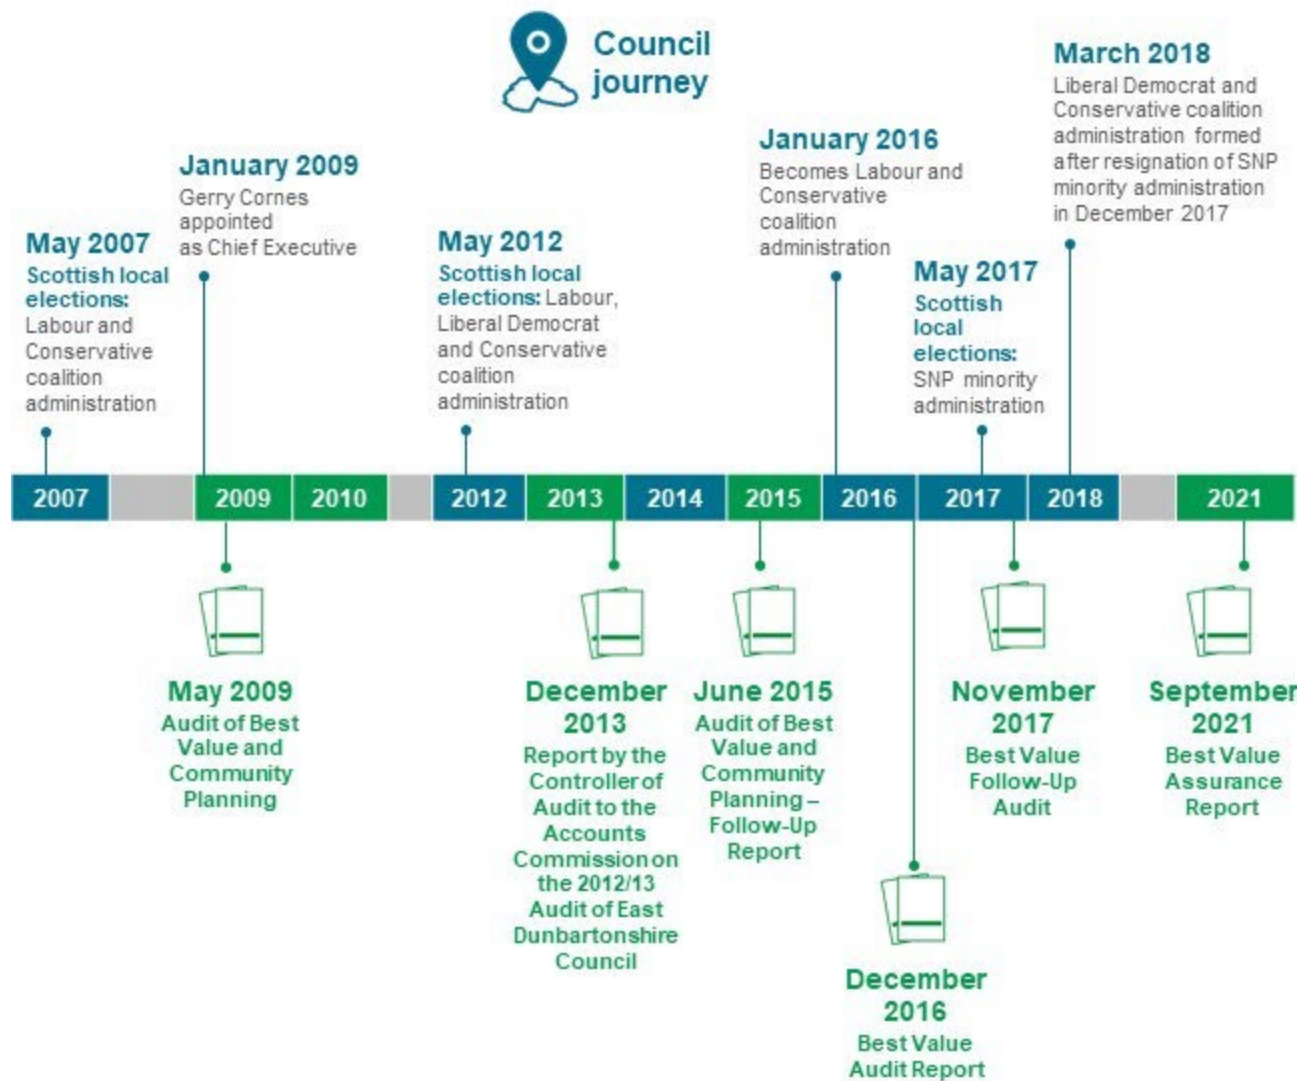 Council
journey
May 2007
Scottish local
elections:
Labour and
Conservative
coalition
administration
January 2009
Gerry Cornes
appointed
as Chief Executive
May 2012
Scottish local
elections: Labour,
Liberal Democrat
and Conservative
coalition
administration
January 2016
Becomes Labour and
Conservative
coalition
administration
May 2017
Scottish
local
elections:
SNP minority
administration
March 2018
Liberal Democrat and
Conservative coalition
administration formed
after resignation of SNP
minority administration
in December 2017
2007
2009
2010
2012
2013
2014
2015
2016
2017
2018
2021
May 2009
Audit of Best
Value and
Community
Planning
December
2013
Report by the
Controller of
Audit to the
Accounts
Commission on
the 2012/13
Audit of East
Dunbartonshire
Council
June 2015
Audit of Best
Value and
Community
Planning –
Follow-Up
Report
December
2016
Best Value
Audit Report
November
2017
Best Value
Follow-Up
Audit
September
2021
Best Value
Assurance
Report